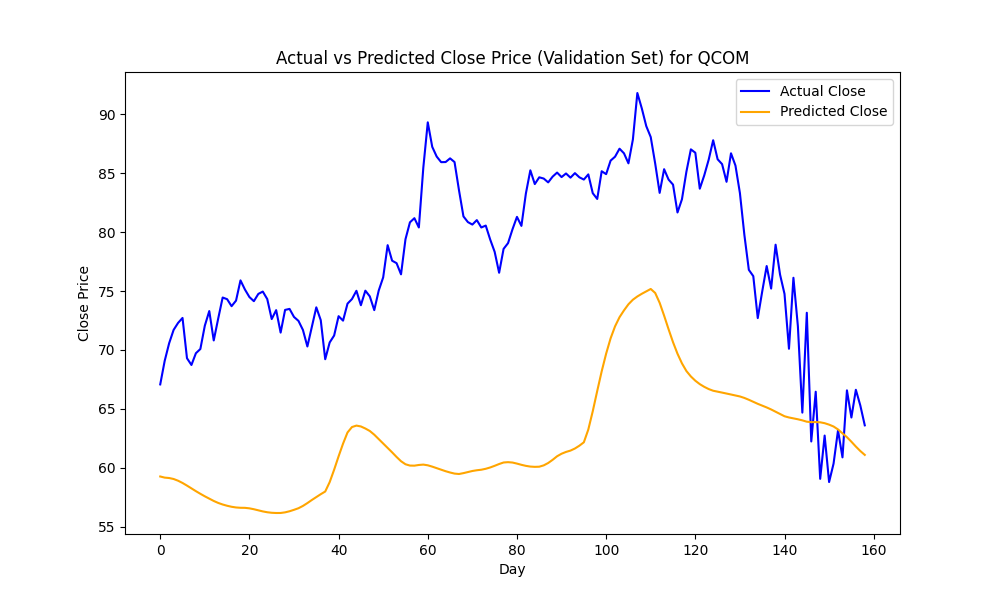 Actual vs Predicted Close Price (Validation Set) for QCOM
Actual Close
Predicted Close
Close Price
90
85
80
75
70
65
60
55
0 20 40 60 80 100 120 140 160
Day